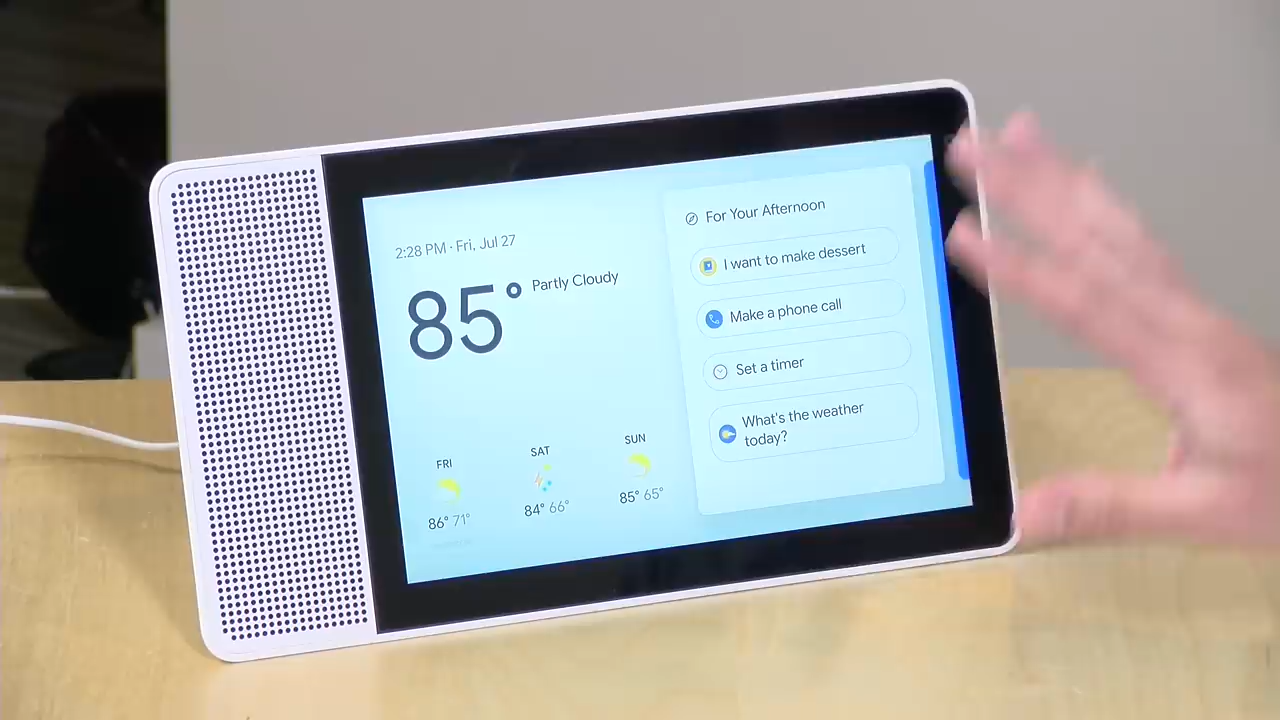 2:28 PM · Fri, Jul 27
85° Partly Cloudy
FRI
86° 71°
SAT
84° 66°
SUN
85° 65°
For Your Afternoon
I want to make dessert
Make a phone call
Set a timer
What's the weather
today?